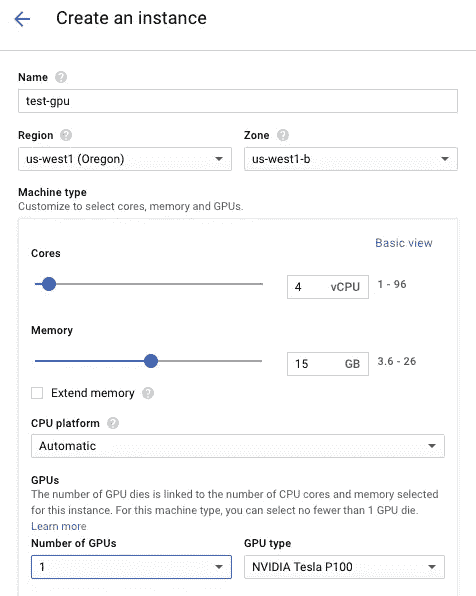 Create an instance
Name
test-gpu
Region Zone
us-west1 (Oregon) us-west1-b
Machine type
Customize to select cores, memory and GPUs.
Basic view
Cores
4 vCPU 1 - 96
Memory
15 GB 3.6 - 26
Extend memory
CPU platform
Automatic
GPUs
The number of GPU dies is linked to the number of CPU cores and memory selected
for this instance. For this machine type, you can select no fewer than 1 GPU die.
Learn more
Number of GPUs GPU type
1 NVIDIA Tesla P100